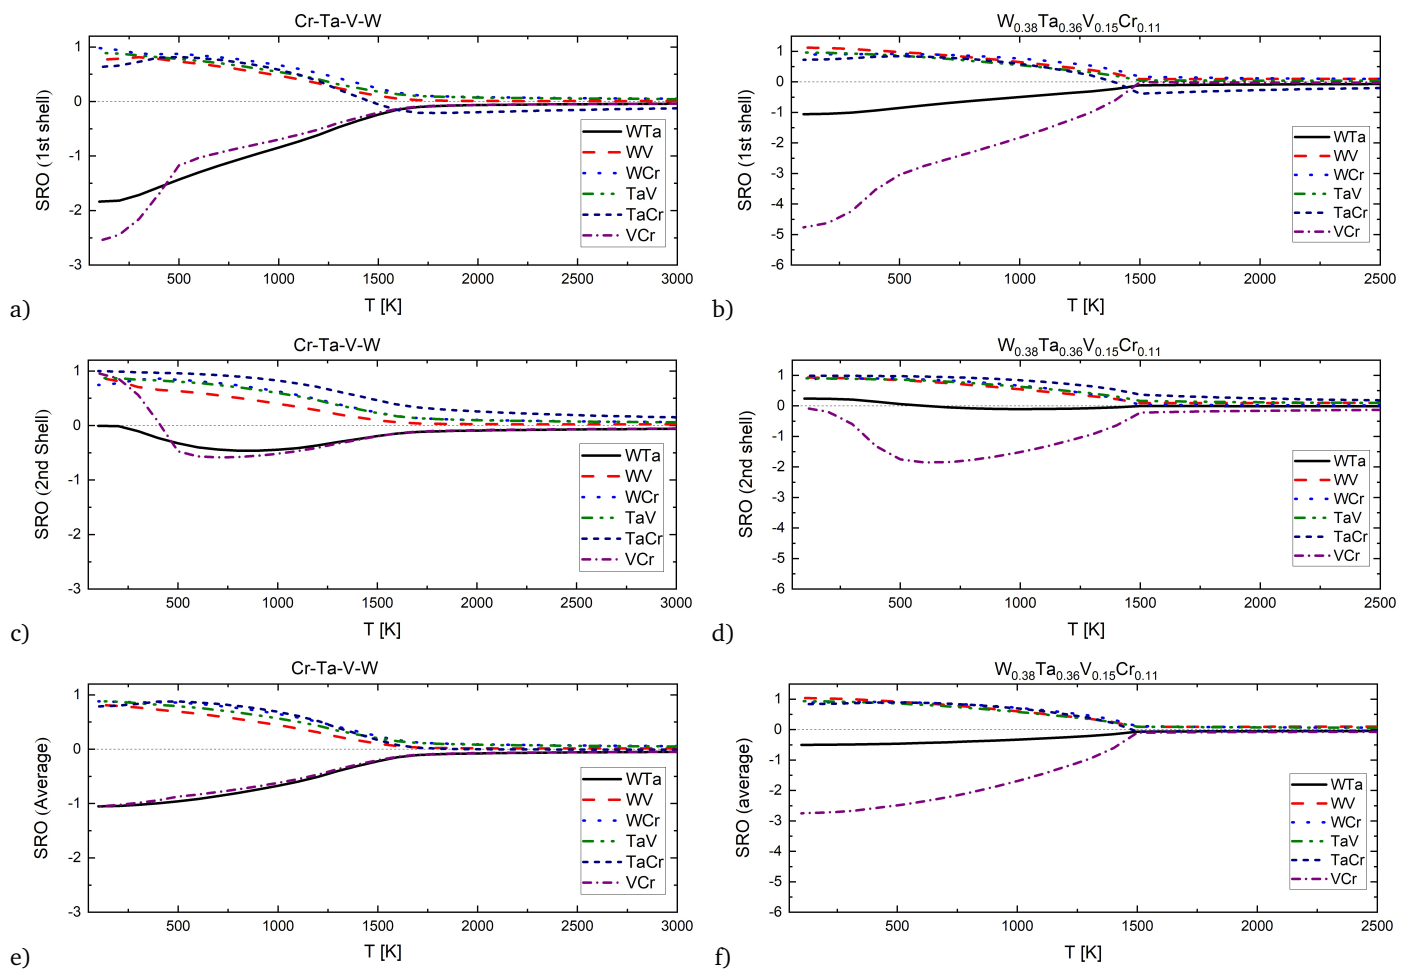 Cr-Ta-V-W
SRO (1st shell)
1
0
-1
-2
-3
500 1000 1500 2000 2500 3000
T [K]
WTa
WV
WCr
TaV
TaCr
VCr
a)
W0.38Ta0.36V0.15Cr0.11
SRO (1st shell)
1
0
-1
-2
-3
-4
-5
-6
500 1000 1500 2000 2500
T [K]
WTa
WV
WCr
TaV
TaCr
VCr
b)
Cr-Ta-V-W
SRO (2nd Shell)
1
0
-1
-2
-3
500 1000 1500 2000 2500 3000
T [K]
WTa
WV
WCr
TaV
TaCr
VCr
c)
W0.38Ta0.36V0.15Cr0.11
SRO (2nd shell)
1
0
-1
-2
-3
-4
-5
-6
500 1000 1500 2000 2500
T [K]
WTa
WV
WCr
TaV
TaCr
VCr
d)
Cr-Ta-V-W
SRO (Average)
1
0
-1
-2
-3
500 1000 1500 2000 2500 3000
T [K]
WTa
WV
WCr
TaV
TaCr
VCr
e)
W0.38Ta0.36V0.15Cr0.11
SRO (average)
1
0
-1
-2
-3
-4
-5
-6
500 1000 1500 2000 2500
T [K]
WTa
WV
WCr
TaV
TaCr
VCr
f)